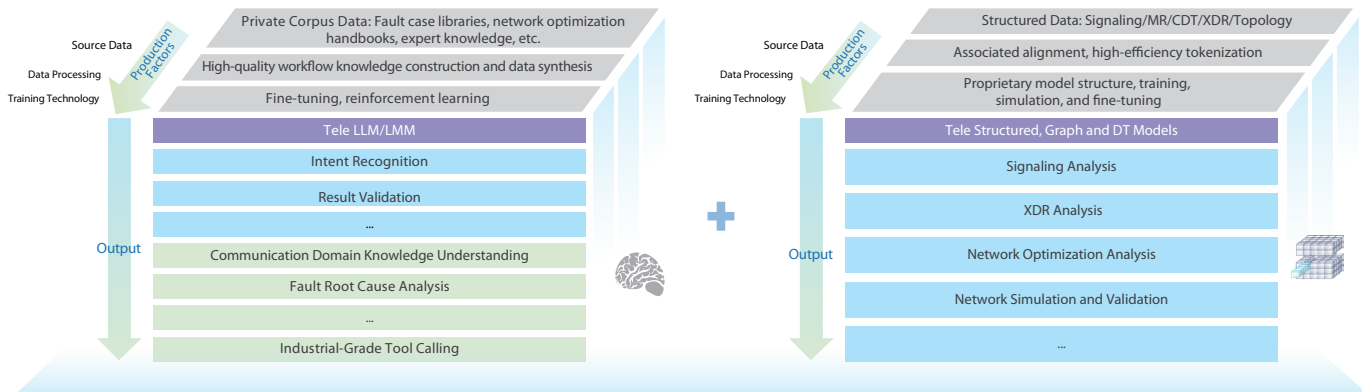 Private Corpus Data: Fault case libraries, network optimization
handbooks, expert knowledge, etc.
Source Data
Production
Factors
High-quality workflow knowledge construction and data synthesis
Data Processing
Training Technology
Fine-tuning, reinforcement learning
Tele LLM/LMM
Intent Recognition
Result Validation
...
Output
Communication Domain Knowledge Understanding
Fault Root Cause Analysis
...
Industrial-Grade Tool Calling
Structured Data: Signaling/MR/CDT/XDR/Topology
Source Data
Production
Factors
Associated alignment, high-efficiency tokenization
Data Processing
Training Technology
Proprietary model structure, training,
simulation, and fine-tuning
Tele Structured, Graph and DT Models
Signaling Analysis
XDR Analysis
Output
Network Optimization Analysis
Network Simulation and Validation
...